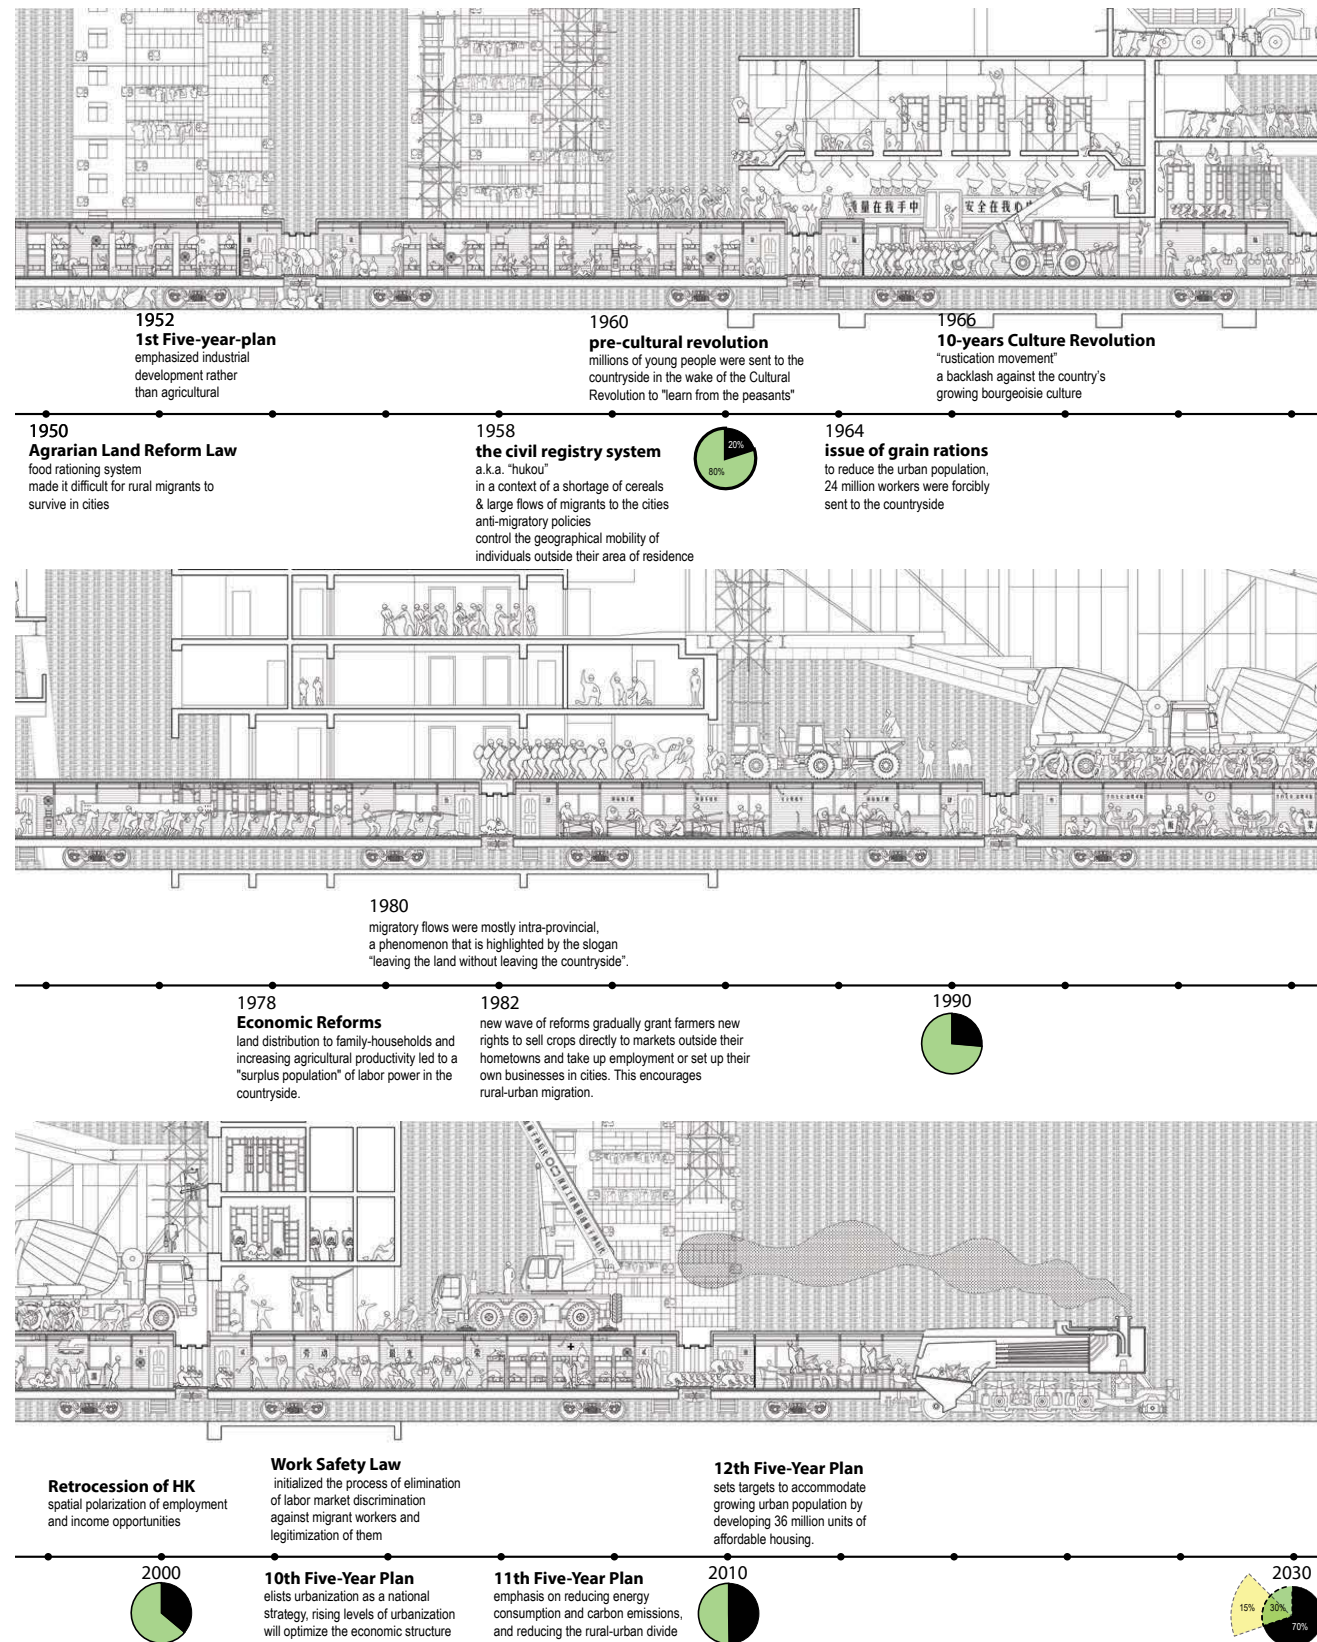 质量在我手中
安全在我心中
1952
1st Five-year-plan
emphasized industrial
development rather
than agricultural
1960
pre-cultural revolution
millions of young people were sent to the
countryside in the wake of the Cultural
Revolution to "learn from the peasants"
1966
10-years Culture Revolution
“rustication movement”
a backlash against the country's
growing bourgeoisie culture
1950
Agrarian Land Reform Law
food rationing system
made it difficult for rural migrants to
survive in cities
1958
the civil registry system
a.k.a. “hukou”
in a context of a shortage of cereals
& large flows of migrants to the cities
anti-migratory policies
control the geographical mobility of
individuals outside their area of residence
20%
80%
1964
issue of grain rations
to reduce the urban population,
24 million workers were forcibly
sent to the countryside
1980
migratory flows were mostly intra-provincial,
a phenomenon that is highlighted by the slogan
“leaving the land without leaving the countryside”.
1978
Economic Reforms
land distribution to family-households and
increasing agricultural productivity led to a
"surplus population" of labor power in the
countryside.
1982
new wave of reforms gradually grant farmers new
rights to sell crops directly to markets outside their
hometowns and take up employment or set up their
own businesses in cities. This encourages
rural-urban migration.
1990
Retrocession of HK
spatial polarization of employment
and income opportunities
Work Safety Law
initialized the process of elimination
of labor market discrimination
against migrant workers and
legitimization of them
12th Five-Year Plan
sets targets to accommodate
growing urban population by
developing 36 million units of
affordable housing.
2000
10th Five-Year Plan
elists urbanization as a national
strategy, rising levels of urbanization
will optimize the economic structure
11th Five-Year Plan
emphasis on reducing energy
consumption and carbon emissions,
and reducing the rural-urban divide
2010
2030
15%
30%
70%